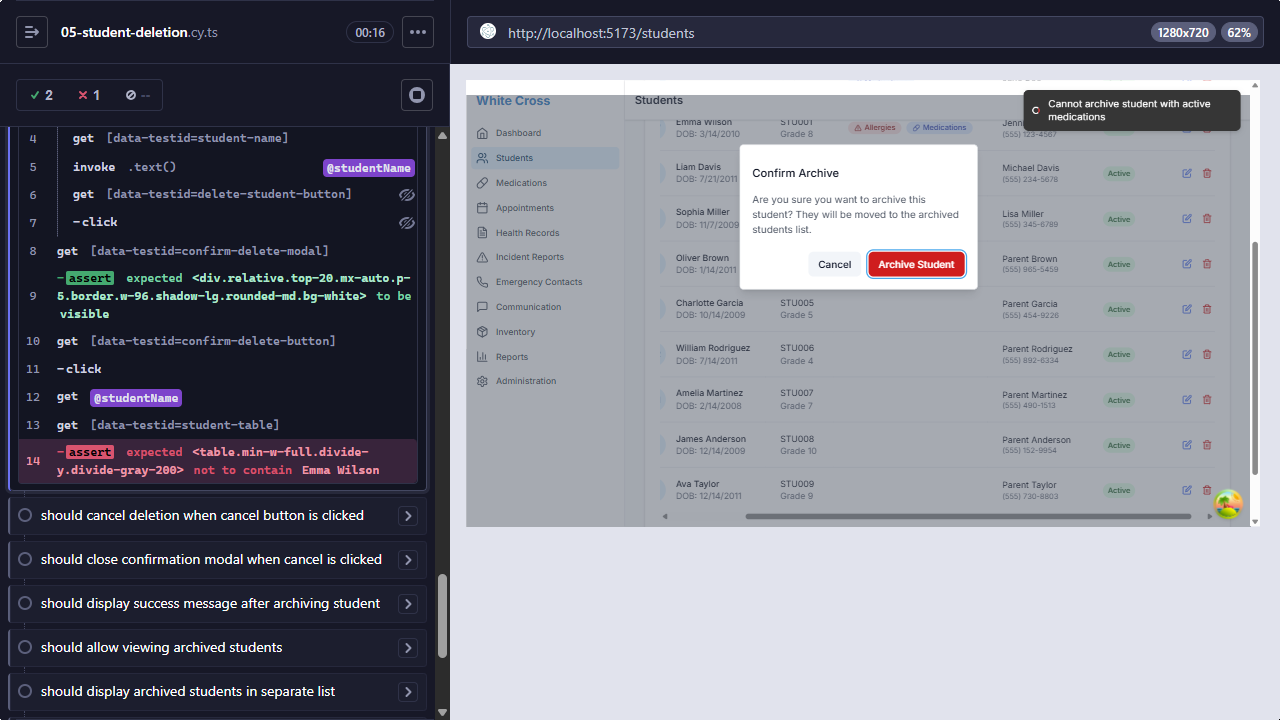 05-student-deletion.cy.ts
00:16
2
1
--
4 get [data-testid=student-name]
5 invoke .text() @studentName
6 get [data-testid=delete-student-button]
7 -click
8 get [data-testid=confirm-delete-modal]
-assert expected <div.relative.top-20.mx-auto.p-
9 5.border.w-96.shadow-lg.rounded-md.bg-white> to be
visible
10 get [data-testid=confirm-delete-button]
11 -click
12 get @studentName
13 get [data-testid=student-table]
-assert expected <table.min-w-full.divide-
14 y.divide-gray-200> not to contain Emma Wilson
should cancel deletion when cancel button is clicked
should close confirmation modal when cancel is clicked
should display success message after archiving student
should allow viewing archived students
should display archived students in separate list
http://localhost:5173/students
1280x720
62%
White Cross
Dashboard
Students
Medications
Appointments
Health Records
Incident Reports
Emergency Contacts
Communication
Inventory
Reports
Administration
Students
Cannot archive student with active
medications
Emma Wilson STU001
DOB: 3/14/2010 Grade 8 Allergies Medications (555) 123-4567
Liam Davis Michael Davis
DOB: 7/21/2011 (555) 234-5678 Active
Sophia Miller Lisa Miller
DOB: 11/7/2009 (555) 345-6789 Active
Oliver Brown Parent Brown
DOB: 1/14/2011 (555) 965-5459 Active
Charlotte Garcia STU005 Parent Garcia
DOB: 10/14/2009 Grade 5 (555) 454-9226 Active
William Rodriguez STU006 Parent Rodriguez
DOB: 7/14/2011 Grade 4 (555) 892-6334 Active
Amelia Martinez STU007 Parent Martinez
DOB: 2/14/2008 Grade 7 (555) 490-1513 Active
James Anderson STU008 Parent Anderson
DOB: 12/14/2009 Grade 10 (555) 152-9954 Active
Ava Taylor STU009 Parent Taylor
DOB: 12/14/2011 Grade 9 (555) 730-8803 Active
Confirm Archive
Are you sure you want to archive this
student? They will be moved to the archived
students list.
Cancel
Archive Student